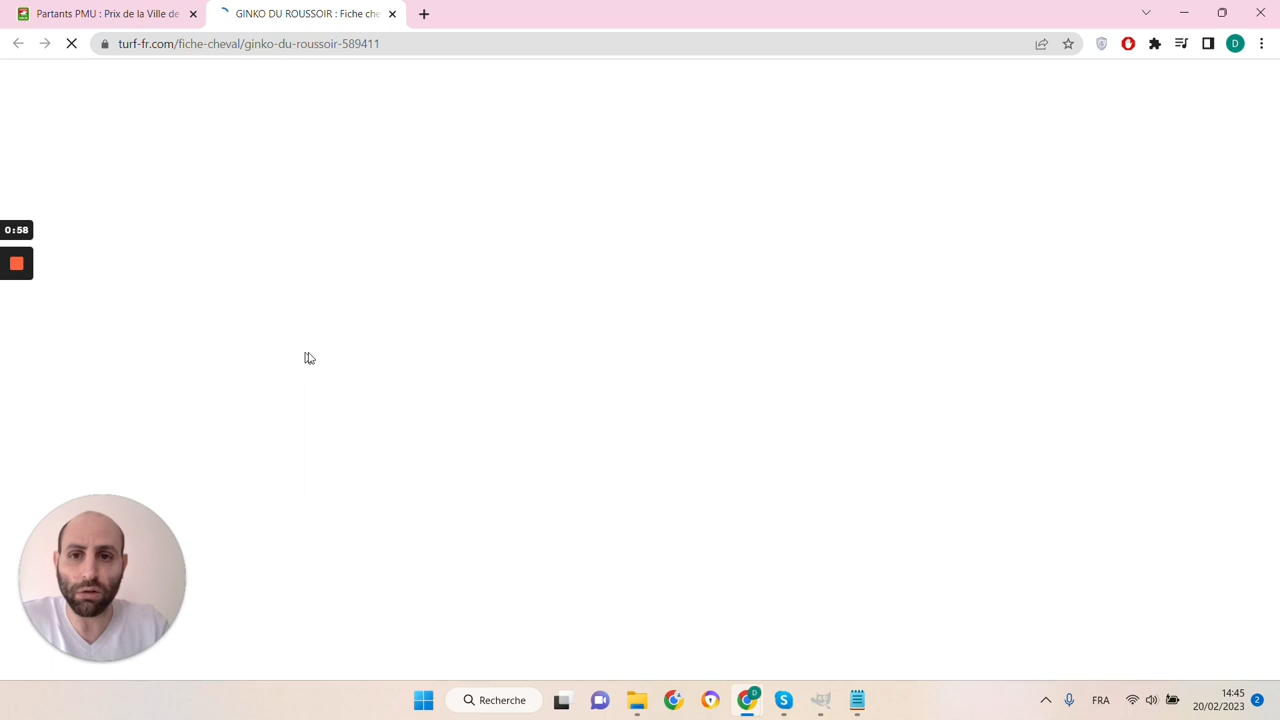 Partants PMU : Prix de la Ville de
GINKO DU ROUSSOIR : Fiche che
turf-fr.com/fiche-cheval/ginko-du-roussoir-589411
D
0:58
Recherche
D
FRA
14:45
20/02/2023
2